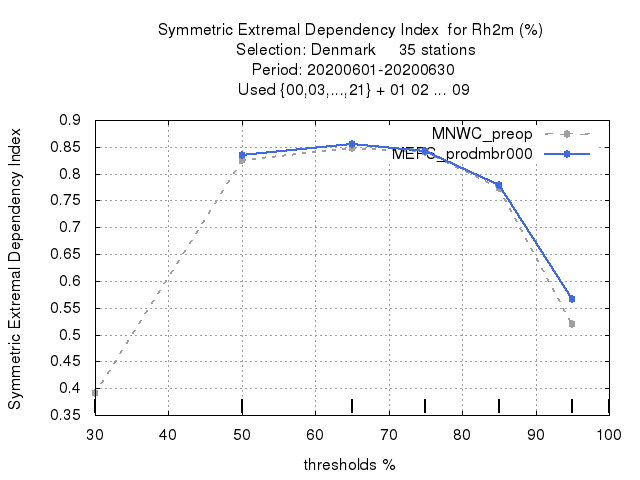 Symmetric Extremal Dependency Index  for Rh2m (%)
Selection: Denmark     35 stations
Period: 20200601-20200630
Used {00,03,...,21} + 01 02 ... 09
Symmetric Extremal Dependency Index
0.9
0.85
0.8
0.75
0.7
0.65
0.6
0.55
0.5
0.45
0.4
0.35
MNWC_preop
MEPS_prodmbr000
30 40 50 60 70 80 90 100
thresholds %